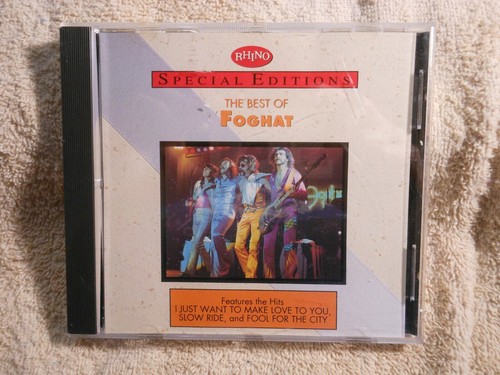 RHINO
SPECIAL EDITIONS
THE BEST OF
FOGHAT
Features the Hits
I JUST WANT TO MAKE LOVE TO YOU,
SLOW RIDE, and FOOL FOR THE CITY